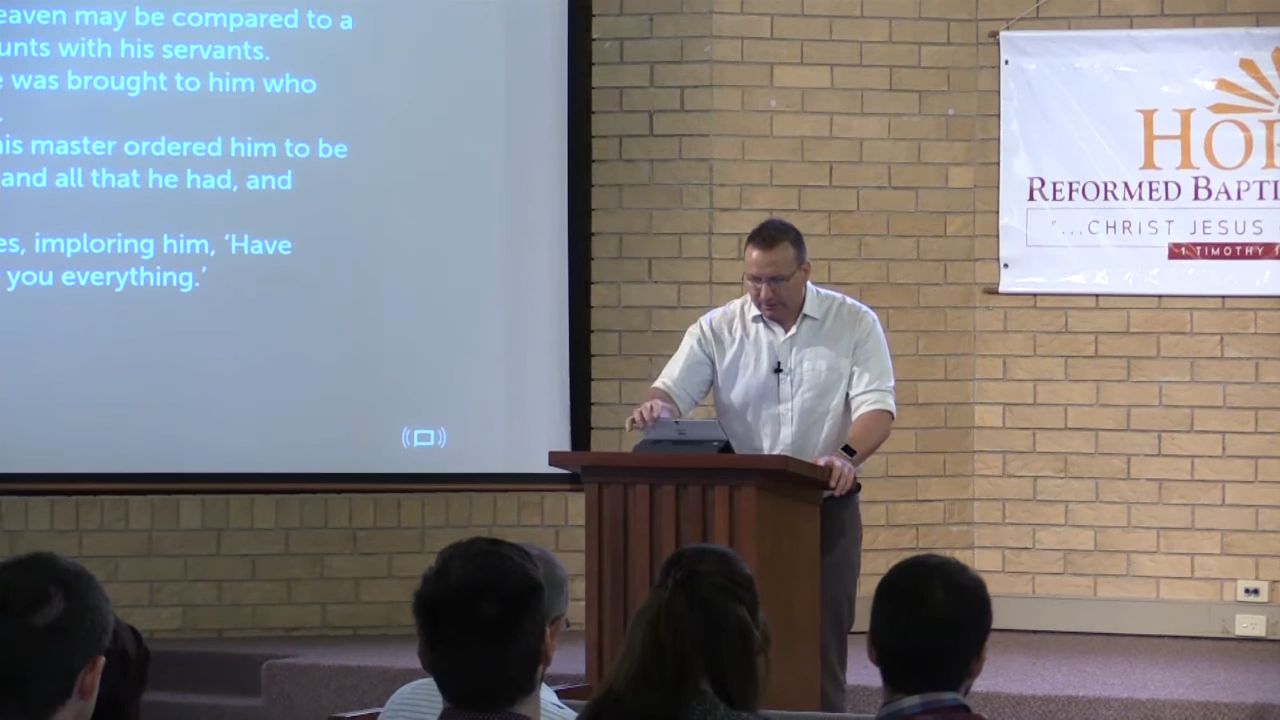 eaven may be compared to a
unts with his servants.
e was brought to him who
is master ordered him to be
and all that he had, and
es, imploring him, ‘Have
you everything.’
HOP
REFORMED BAPTI
"...CHRIST JESUS
1 TIMOTHY 1